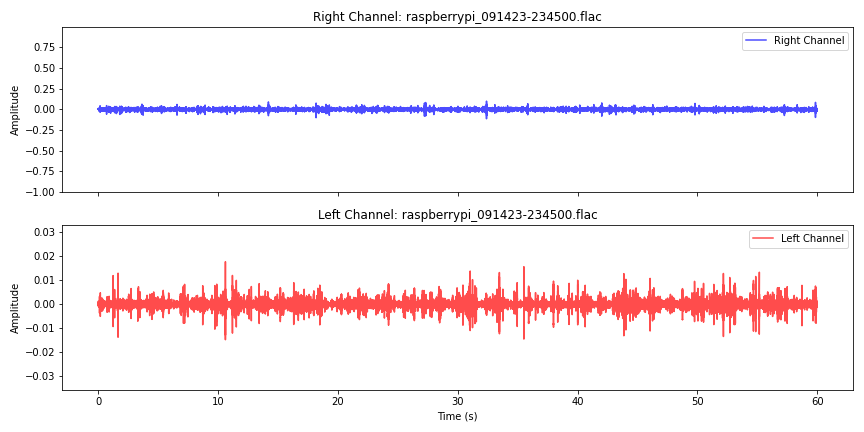 Right Channel: raspberrypi_091423-234500.flac
Right Channel
0.75
0.50
0.25
0.00
−0.25
−0.50
−0.75
−1.00
Amplitude
Left Channel: raspberrypi_091423-234500.flac
Left Channel
0.03
0.02
0.01
0.00
−0.01
−0.02
−0.03
Amplitude
0 10 20 30 40 50 60
Time (s)